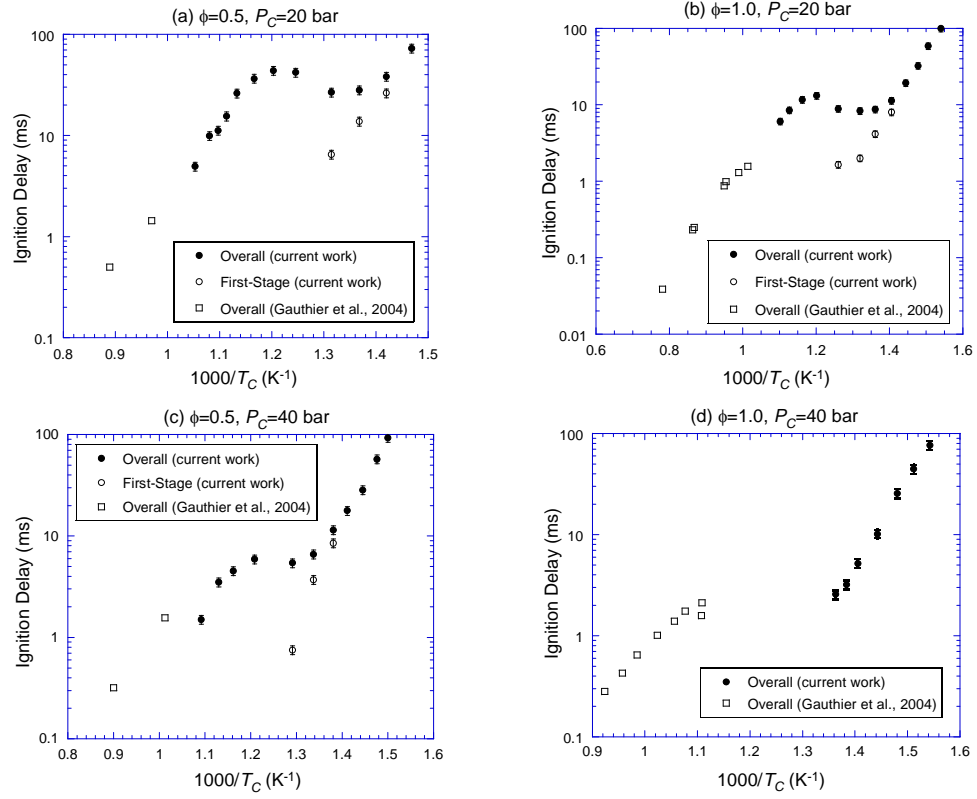 (a) ϕ=0.5, P_C=20 bar
100
10
1
0.1
Ignition Delay (ms)
Overall (current work)
First-Stage (current work)
Overall (Gauthier et al., 2004)
0.8 0.9 1 1.1 1.2 1.3 1.4 1.5
1000/T_C (K⁻¹)
(b) ϕ=1.0, P_C=20 bar
100
10
1
0.1
0.01
Ignition Delay (ms)
Overall (current work)
First-Stage (current work)
Overall (Gauthier et al., 2004)
0.6 0.8 1 1.2 1.4 1.6
1000/T_C (K⁻¹)
(c) ϕ=0.5, P_C=40 bar
100
10
1
0.1
Ignition Delay (ms)
Overall (current work)
First-Stage (current work)
Overall (Gauthier et al., 2004)
0.8 0.9 1 1.1 1.2 1.3 1.4 1.5 1.6
1000/T_C (K⁻¹)
(d) ϕ=1.0, P_C=40 bar
100
10
1
0.1
Ignition Delay (ms)
Overall (current work)
Overall (Gauthier et al., 2004)
0.9 1 1.1 1.2 1.3 1.4 1.5 1.6
1000/T_C (K⁻¹)